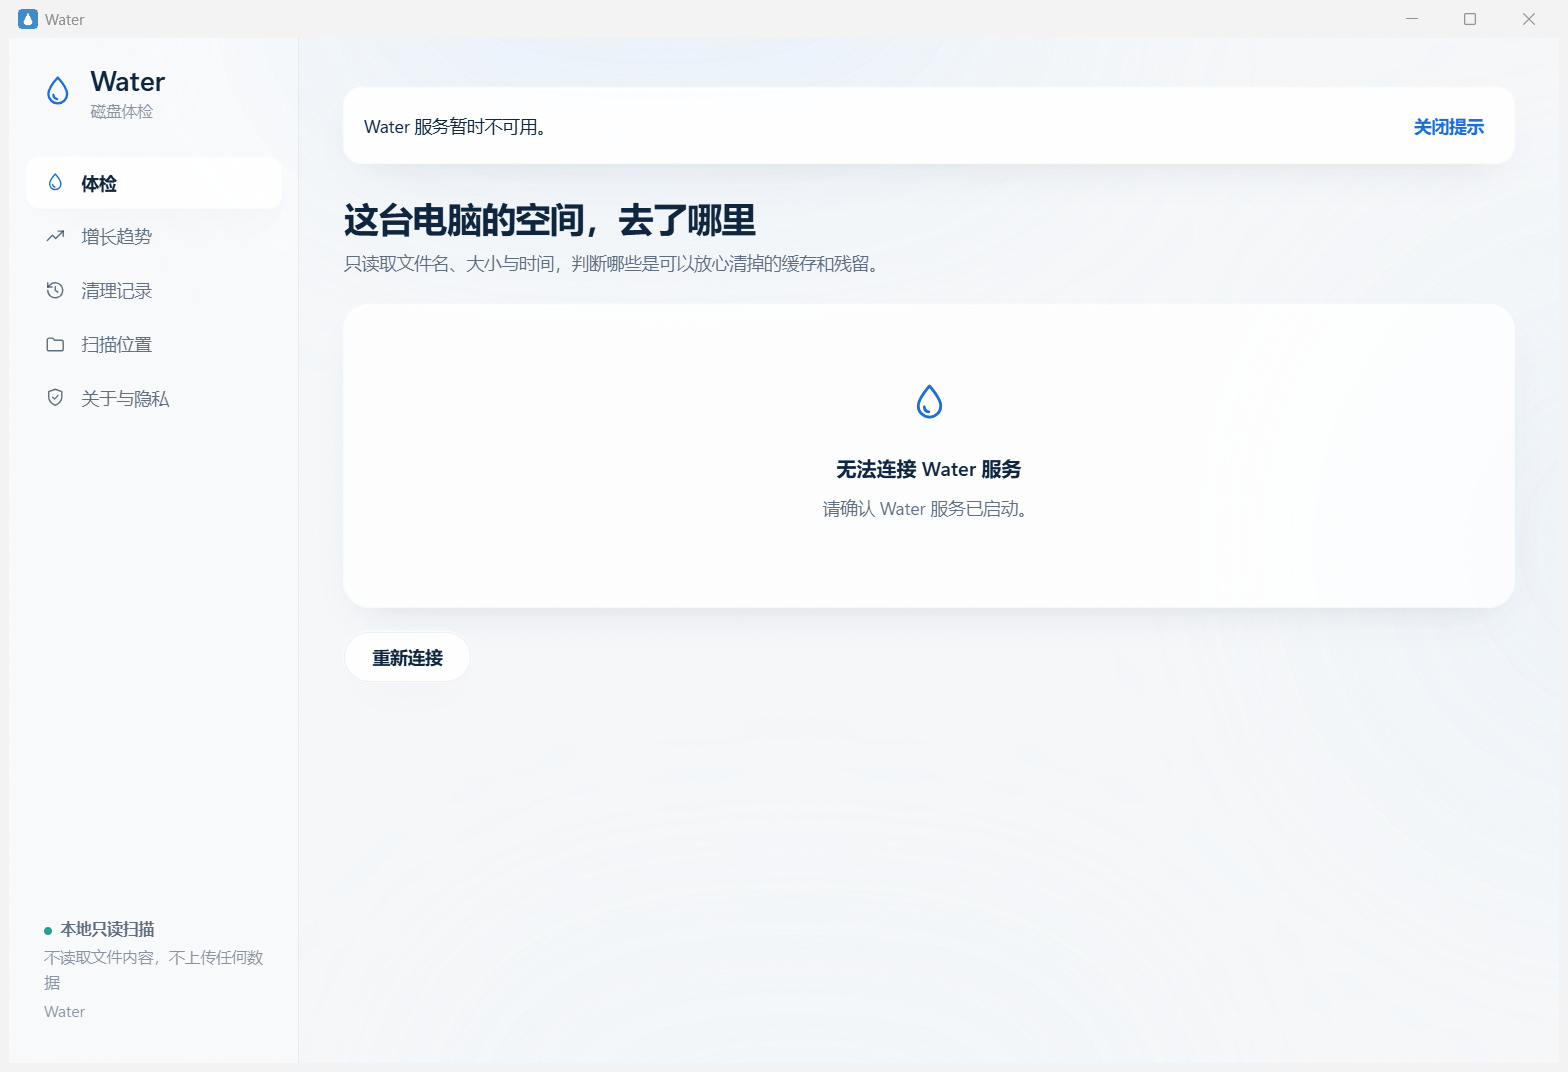 Water
Water
磁盘体检
体检
增长趋势
清理记录
扫描位置
关于与隐私
本地只读扫描
不读取文件内容，不上传任何数
据
Water
Water 服务暂时不可用。
关闭提示
这台电脑的空间，去了哪里
只读取文件名、大小与时间，判断哪些是可以放心清掉的缓存和残留。
无法连接 Water 服务
请确认 Water 服务已启动。
重新连接